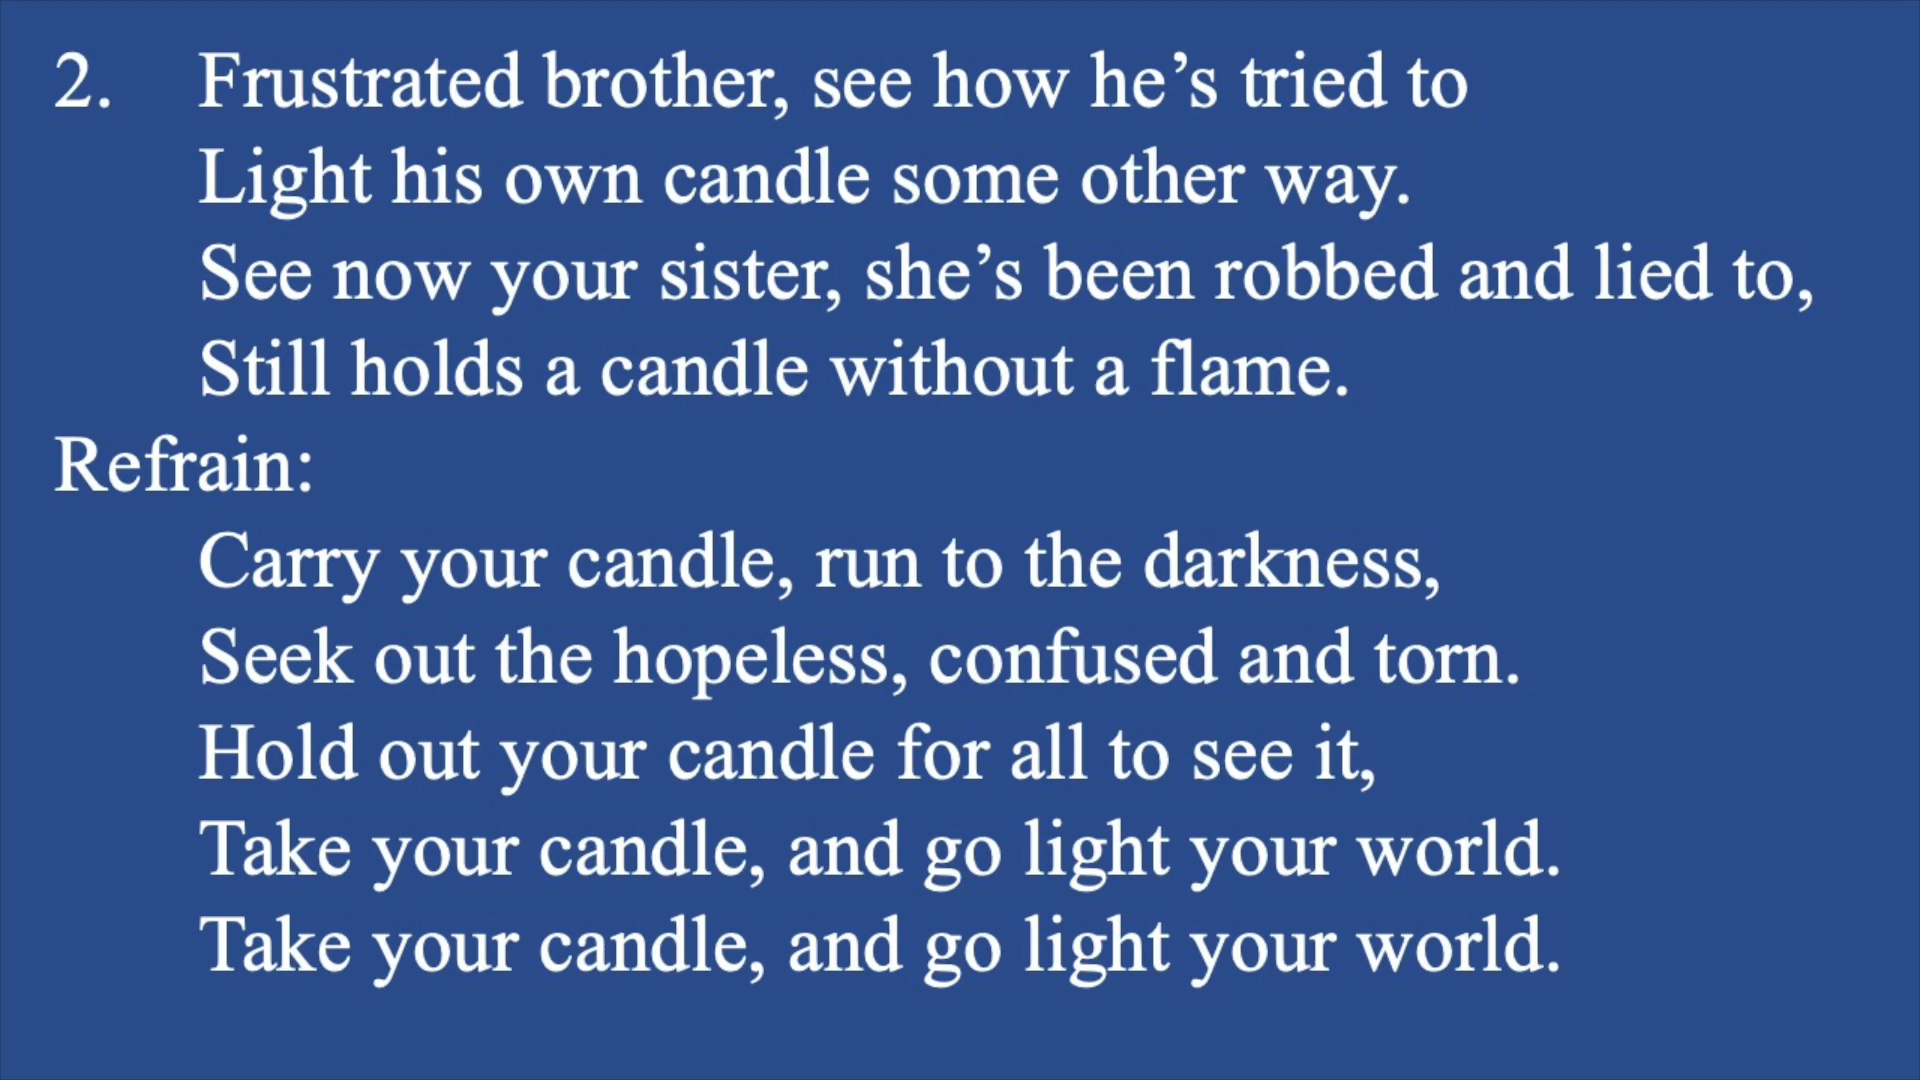 2. Frustrated brother, see how he’s tried to
Light his own candle some other way.
See now your sister, she’s been robbed and lied to,
Still holds a candle without a flame.
Refrain:
Carry your candle, run to the darkness,
Seek out the hopeless, confused and torn.
Hold out your candle for all to see it,
Take your candle, and go light your world.
Take your candle, and go light your world.